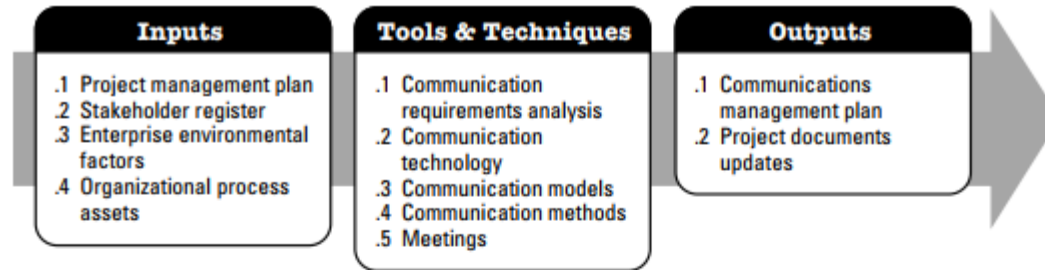 Inputs
.1 Project management plan
.2 Stakeholder register
.3 Enterprise environmental
factors
.4 Organizational process
assets
Tools & Techniques
.1 Communication
requirements analysis
.2 Communication
technology
.3 Communication models
.4 Communication methods
.5 Meetings
Outputs
.1 Communications
management plan
.2 Project documents
updates